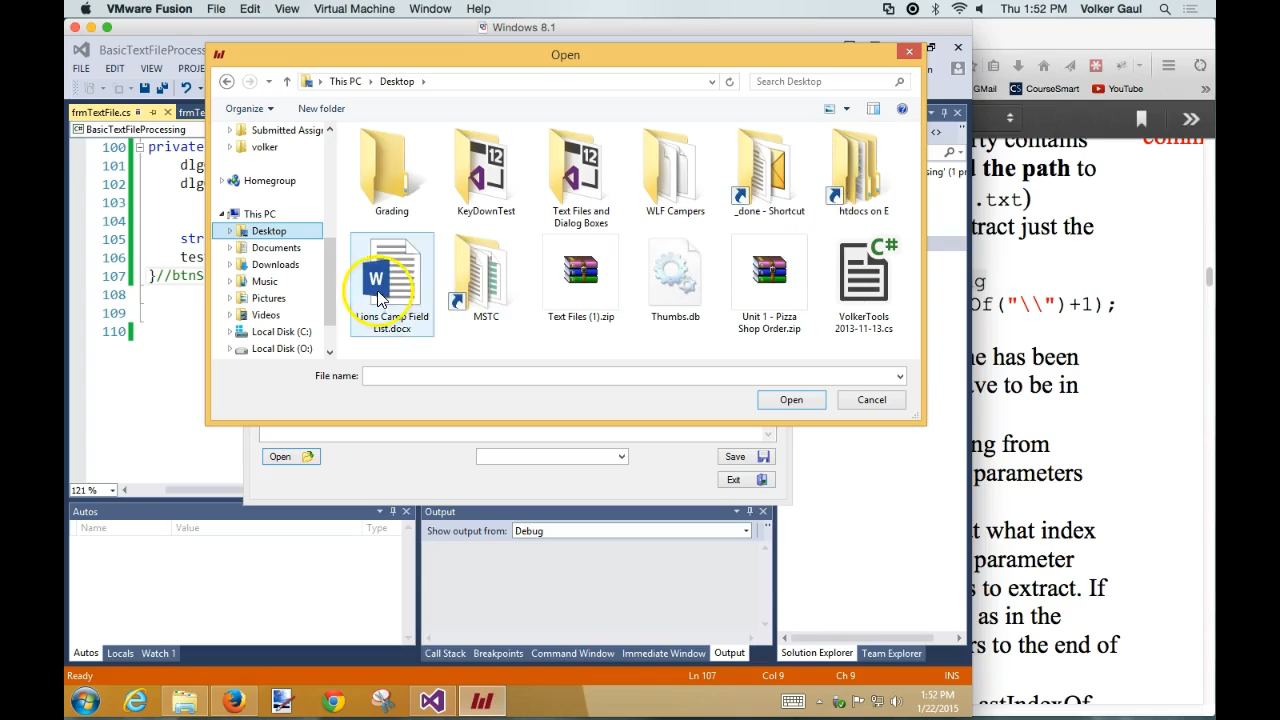 VMware Fusion File Edit View Virtual Machine Window Help Thu 1:52 PM Volker Gaul
Windows 8.1
BasicTextFileProces
FILE EDIT VIEW PROJ
Open
This PC Desktop Search Desktop
Organize New folder
GMail CourseSmart YouTube
frmTextFile.cs
BasicTextFileProcessing
100 private
101 dlg
102 dlg
103
104
105 str
106 tes
107 }//btnS
108
109
110
Submitted Assig
volker
Homegroup
This PC
Desktop
Documents
Downloads
Music
Pictures
Videos
Local Disk (C:)
Local Disk (O:)
Grading
KeyDownTest
Text Files and Dialog Boxes
WLF Campers
_done - Shortcut
htdocs on E
Lions Camp Field List.docx
MSTC
Text Files (1).zip
Thumbs.db
Unit 1 - Pizza Shop Order.zip
VolkerTools 2013-11-13.cs
File name:
Open Cancel
Open Save
Exit
121 %
Autos
Name Value Type
Output
Show output from: Debug
Autos Locals Watch 1
Call Stack Breakpoints Command Window Immediate Window Output
Solution Explorer Team Explorer
Ready Ln 107 Col 9 Ch 9 INS
1:52 PM
1/22/2015
rty contains
the path to
.txt)
tract just the
Of("\\")+1);
ne has been
ave to be in
ng from
parameters
t what index
parameter
s to extract. If
as in the
rs to the end of
astIndexOf